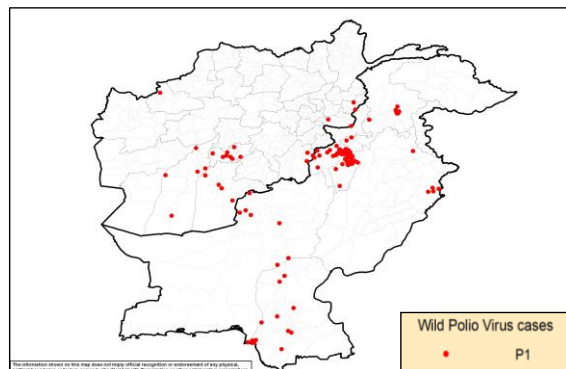 Wild Polio Virus cases
P1
The information shown on this map does not imply official recognition or endorsement of any physical,